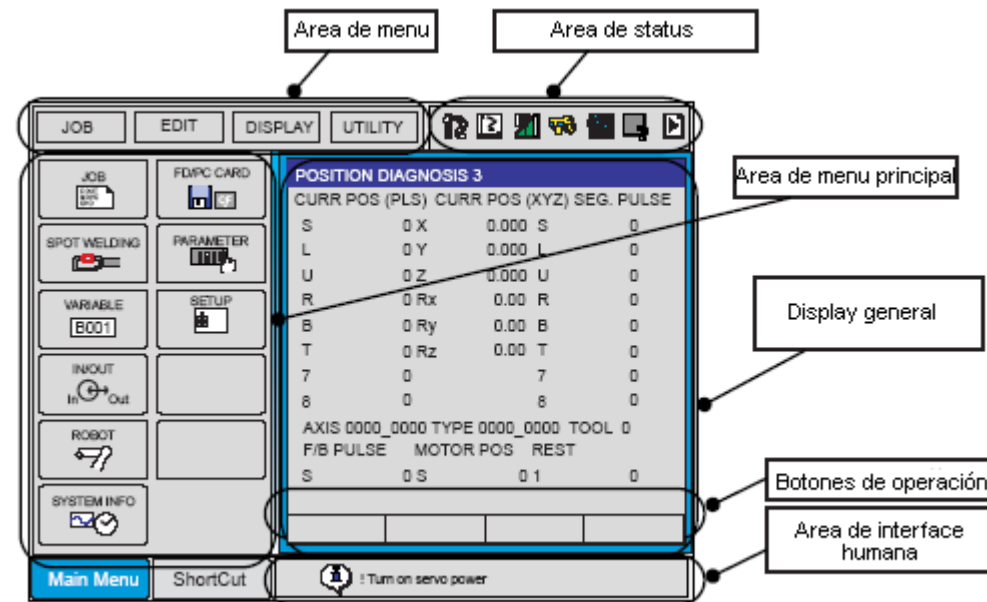 Area de menu
Area de status
JOB EDIT DISPLAY UTILITY
JOB
FD/PC CARD
CF
SPOT WELDING
PARAMETER
VARIABLE
B001
SETUP
IN/OUT
In Out
ROBOT
SYSTEM INFO
POSITION DIAGNOSIS 3
CURR POS (PLS) CURR POS (XYZ) SEG. PULSE
S 0 X 0.000 S 0
L 0 Y 0.000 L 0
U 0 Z 0.000 U 0
R 0 Rx 0.00 R 0
B 0 Ry 0.00 B 0
T 0 Rz 0.00 T 0
7 0 7 0
8 0 8 0
AXIS 0000_0000 TYPE 0000_0000 TOOL 0
F/B PULSE MOTOR POS REST
S 0 S 0 1 0
Area de menu principal
Display general
Botones de operación
Area de interface
humana
Main Menu ShortCut
! Turn on servo power